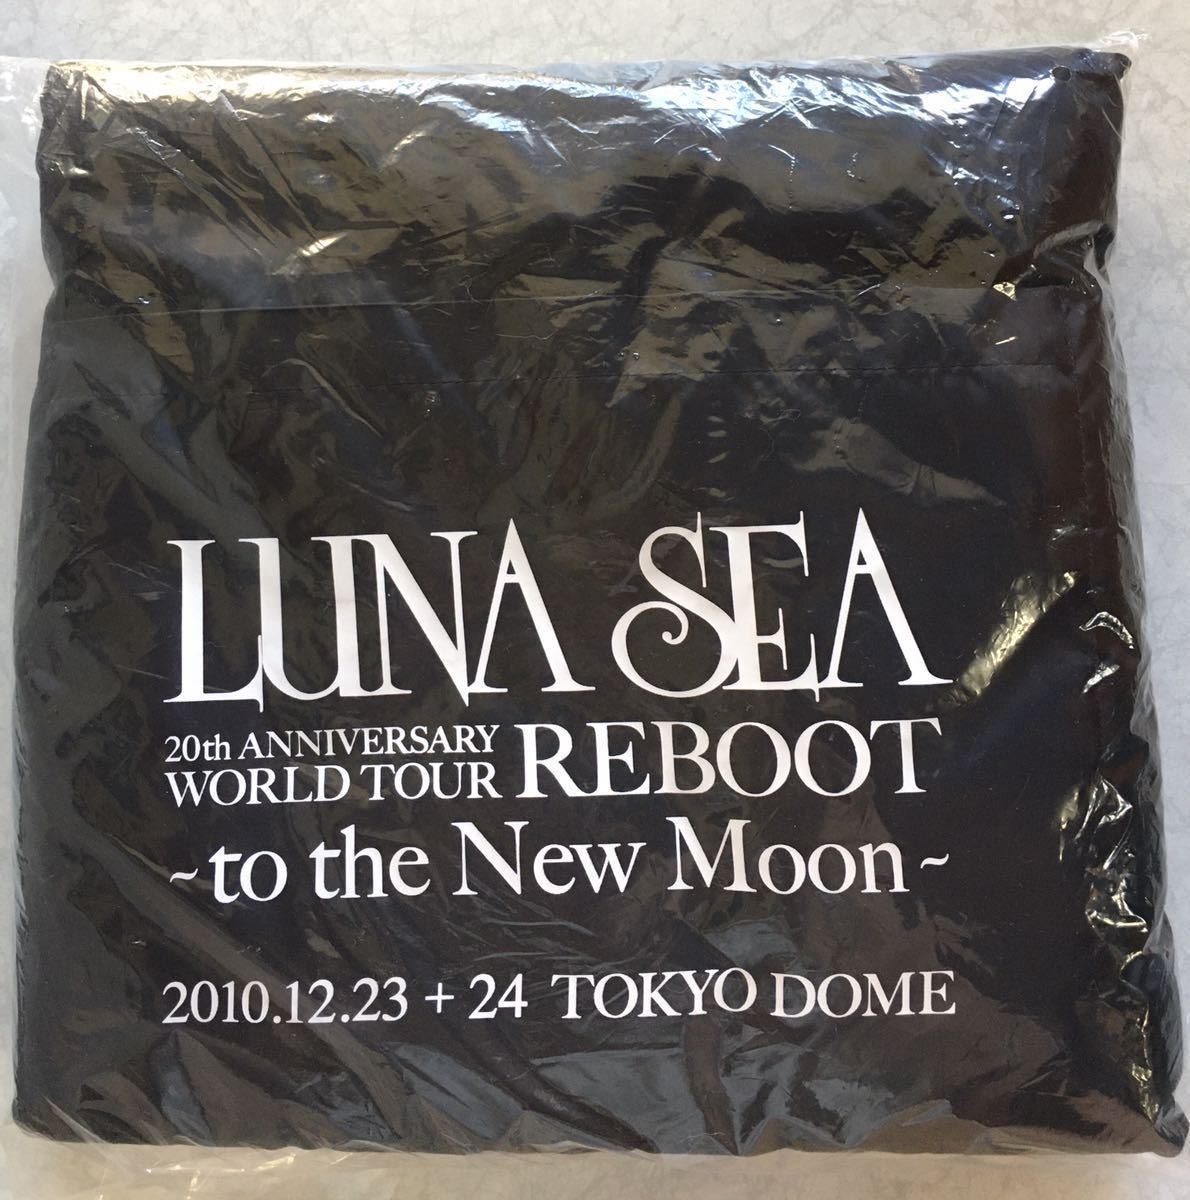 LUNA SEA
20th ANNIVERSARY
WORLD TOUR REBOOT
~to the New Moon~
2010.12.23 + 24 TOKYO DOME